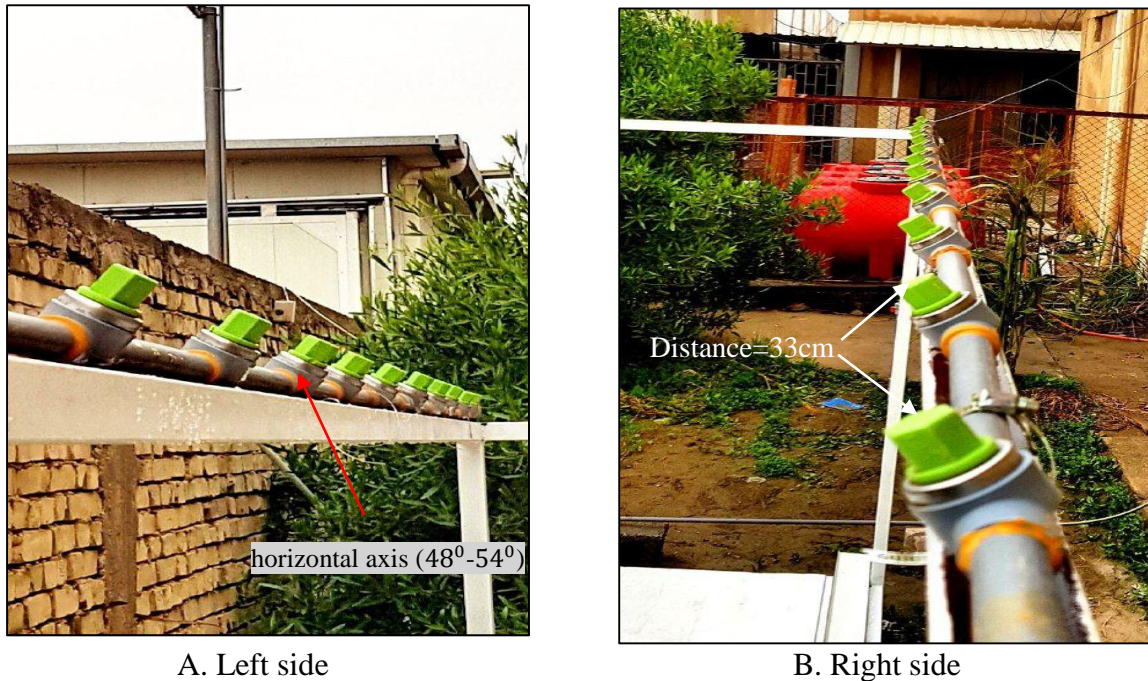 Distance=33cm
horizontal axis (48⁰-54⁰)
A. Left side
B. Right side